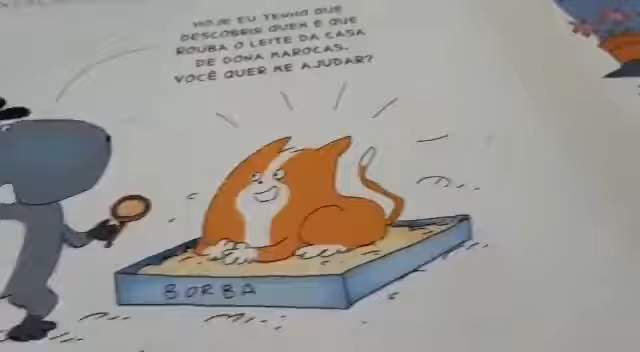 HOJE EU TENHO QUE
DESCOBRIR QUEM É QUE
ROUBA O LEITE DA CASA
DE DONA MAROCAS.
VOCÊ QUER ME AJUDAR?
BORBA